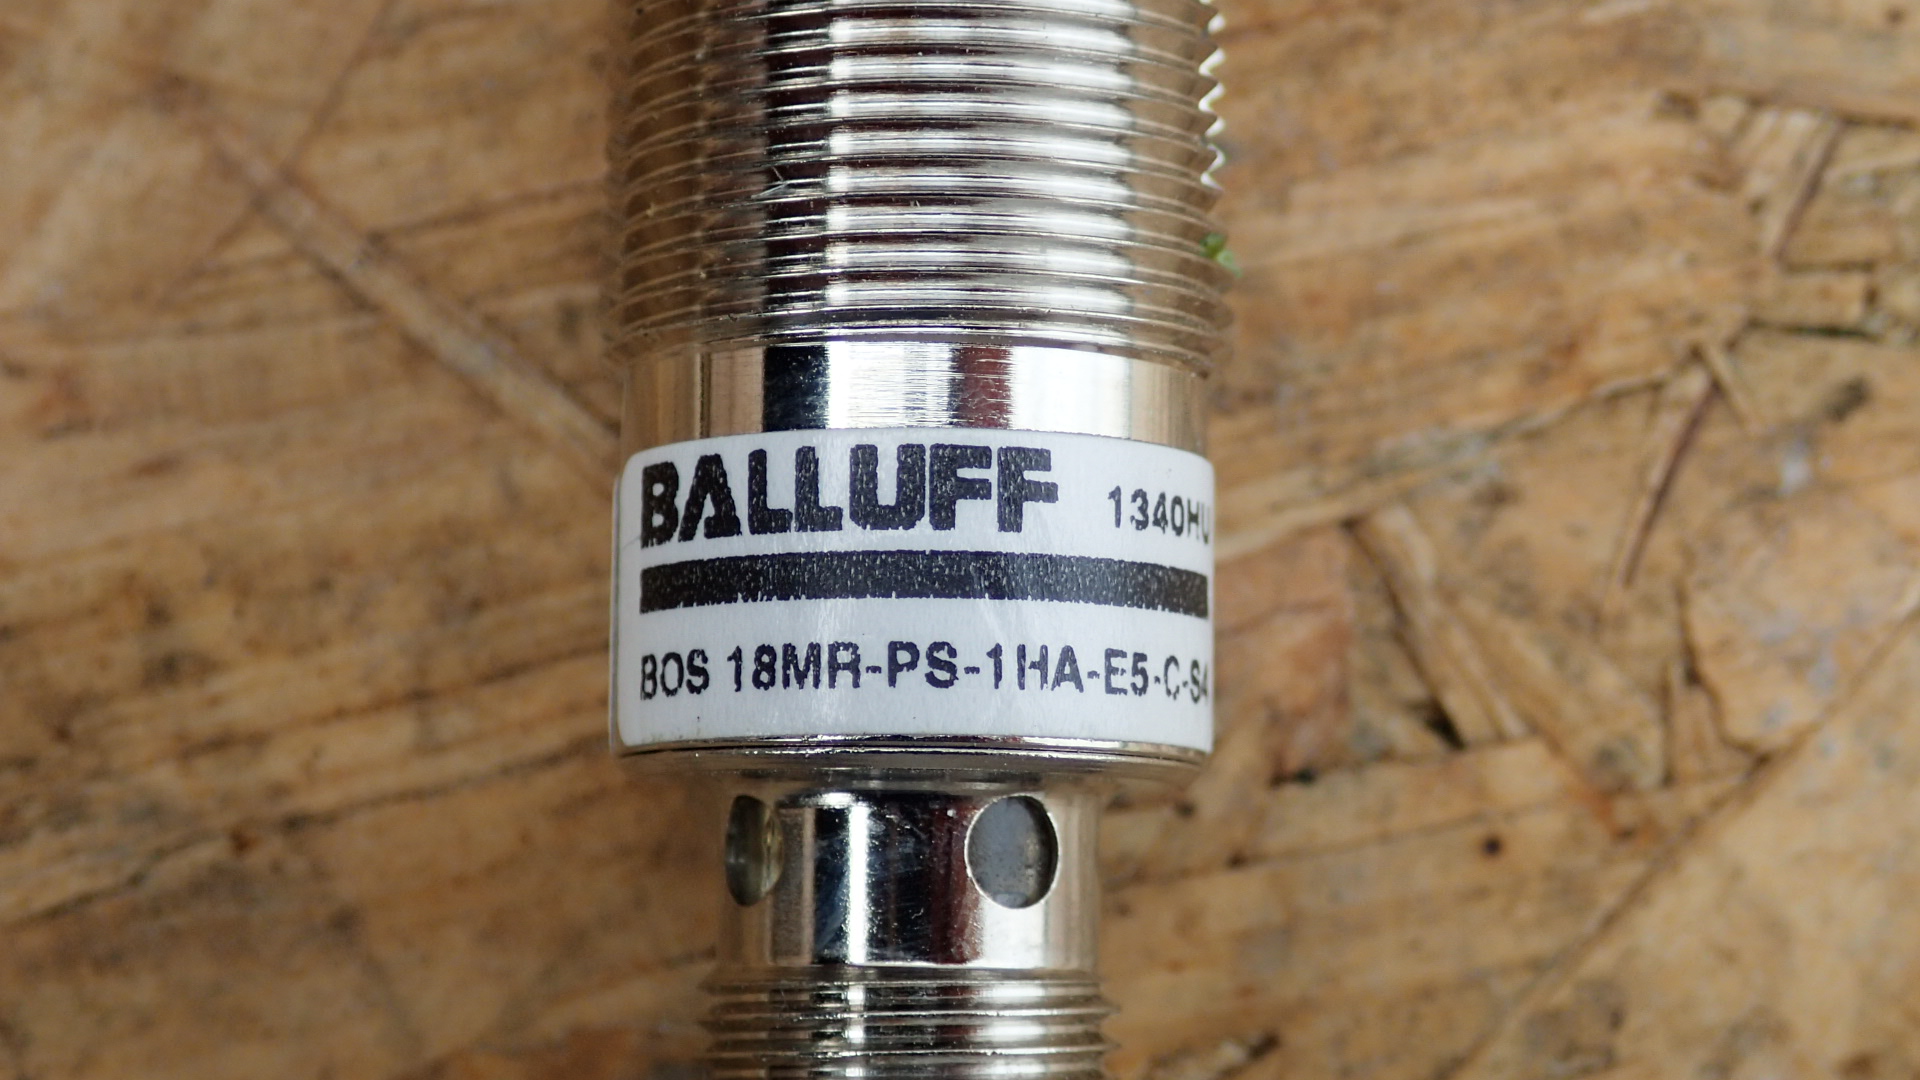 BALLUFF 1340HU
BOS 18MR-PS-1HA-E5-C-S4